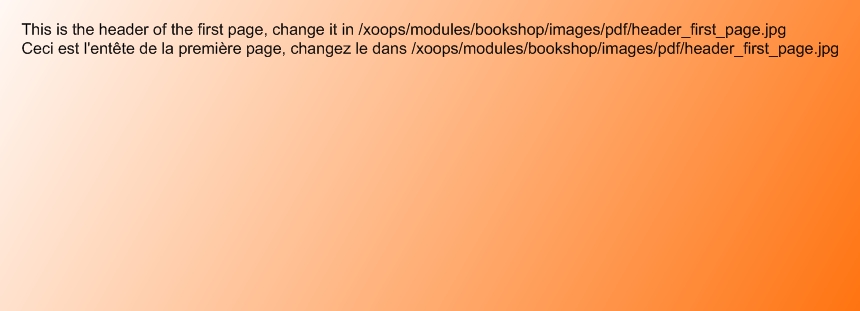 This is the header of the first page, change it in /xoops/modules/bookshop/images/pdf/header_first_page.jpg
Ceci est l'entête de la première page, changez le dans /xoops/modules/bookshop/images/pdf/header_first_page.jpg